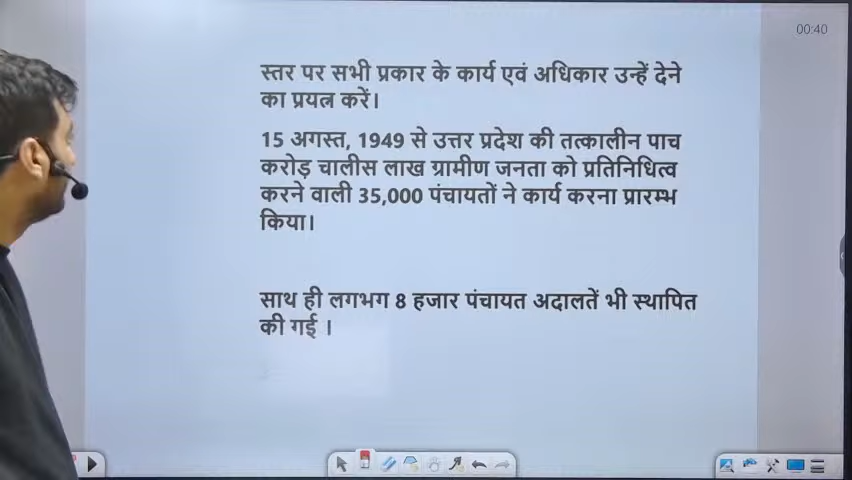 00:40
स्तर पर सभी प्रकार के कार्य एवं अधिकार उन्हें देने
का प्रयत्न करें।
15 अगस्त, 1949 से उत्तर प्रदेश की तत्कालीन पाच
करोड़ चालीस लाख ग्रामीण जनता को प्रतिनिधित्व
करने वाली 35,000 पंचायतों ने कार्य करना प्रारम्भ
किया।
साथ ही लगभग 8 हजार पंचायत अदालतें भी स्थापित
की गई ।